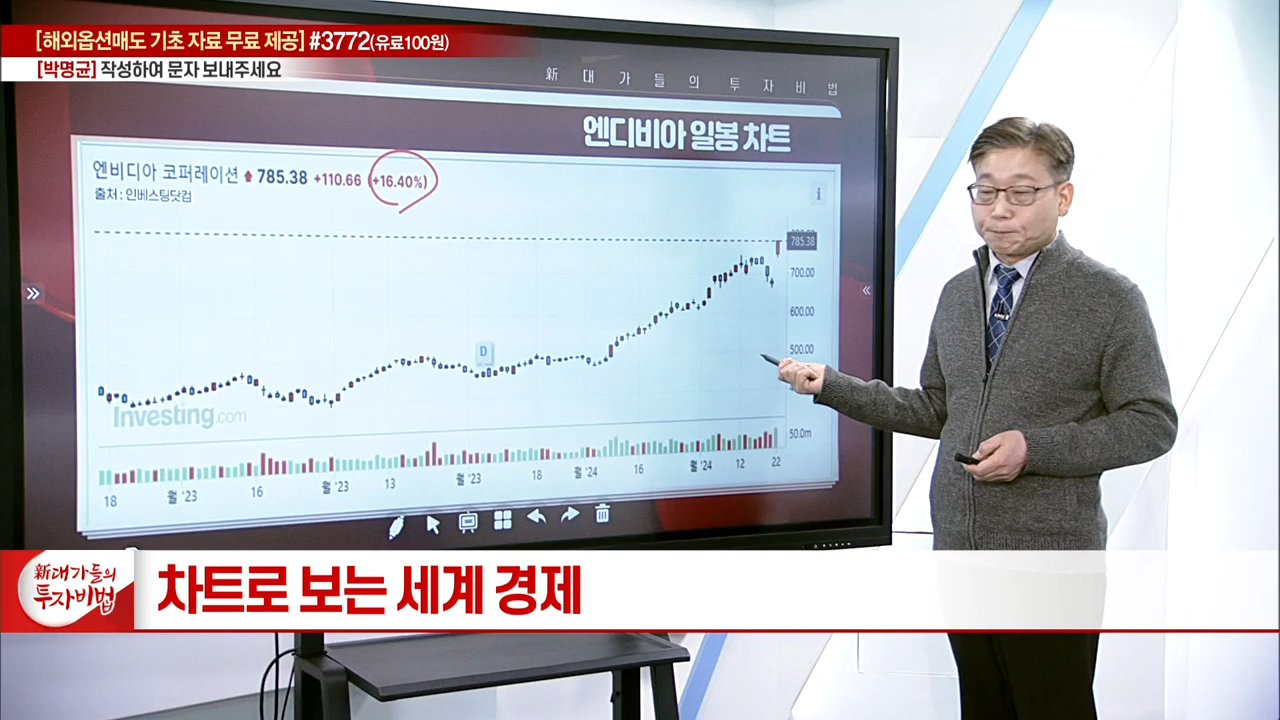 [해외옵션매도 기초 자료 무료 제공] #3772(유료100원)
[박명균] 작성하여 문자 보내주세요
新 대 가 들 의 투 자 비 법
엔디비아 일봉 차트
엔비디아 코퍼레이션 785.38 +110.66 (+16.40%)
출처 : 인베스팅닷컴
i
785.38
700.00
600.00
500.00
D
Investing.com
50.0m
18 월 '23 16 월 '23 13 월 '23 18 월 '24 16 월 '24 12 22
新대가들의
투자비법
차트로 보는 세계 경제